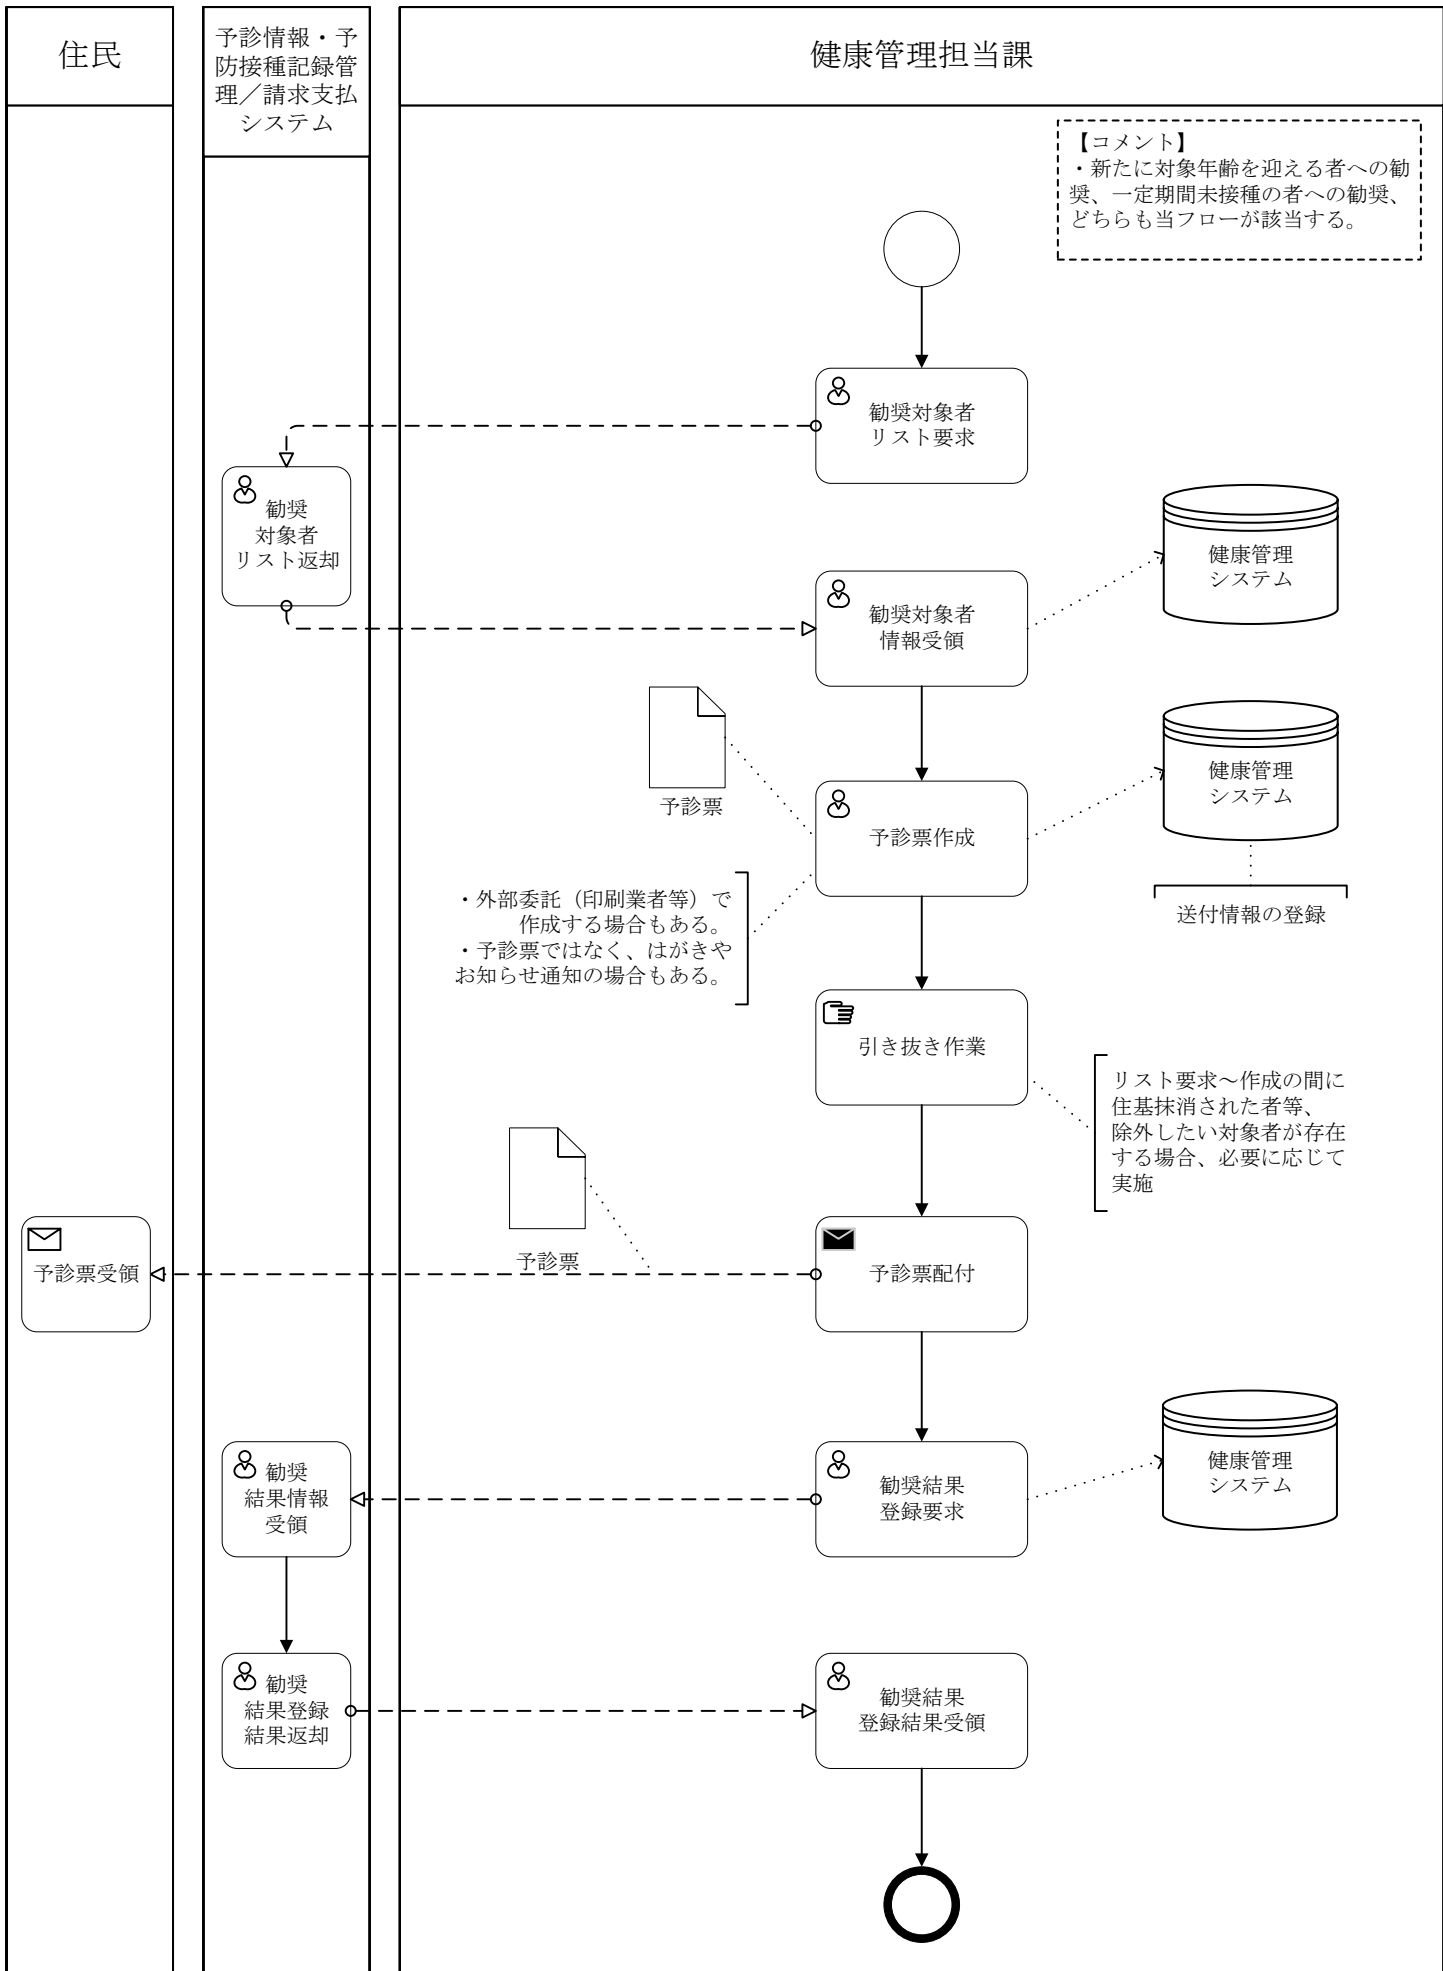 住民
予診情報・予
防接種記録管
理／請求支払
システム
健康管理担当課
【コメント】
・新たに対象年齢を迎える者への勧
奨、一定期間未接種の者への勧奨、
どちらも当フローが該当する。
勧奨対象者
リスト要求
勧奨
対象者
リスト返却
健康管理
システム
勧奨対象者
情報受領
予診票
健康管理
システム
予診票作成
・外部委託（印刷業者等）で
作成する場合もある。
・予診票ではなく、はがきや
お知らせ通知の場合もある。
送付情報の登録
引き抜き作業
リスト要求～作成の間に
住基抹消された者等、
除外したい対象者が存在
する場合、必要に応じて
実施
予診票
予診票受領
予診票配付
勧奨
結果情報
受領
勧奨結果
登録要求
健康管理
システム
勧奨
結果登録
結果返却
勧奨結果
登録結果受領